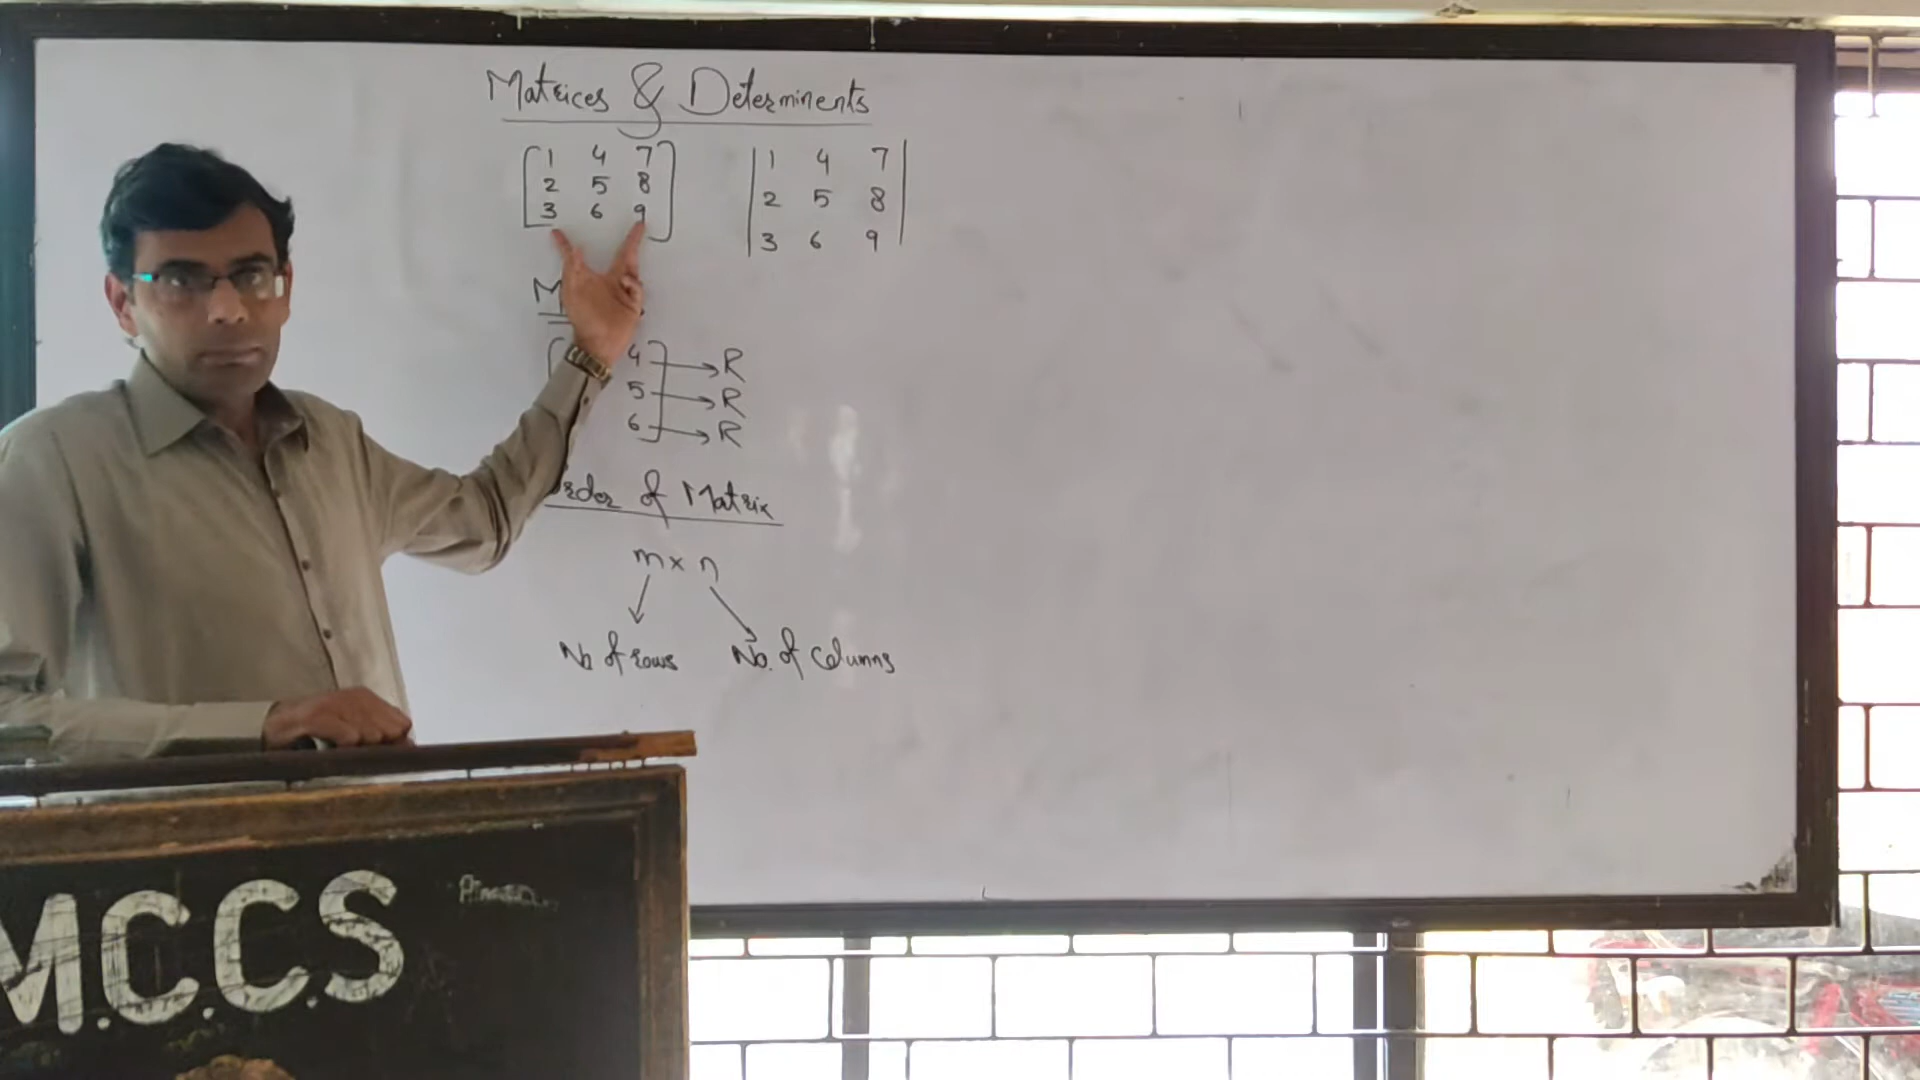 Matrices & Determinents
1 4 7
2 5 8
3 6 9
1 4 7
2 5 8
3 6 9
4 → R
5 → R
6 → R
Order of Matrix
m × n
No of rows No. of Columns
M.C.C.S